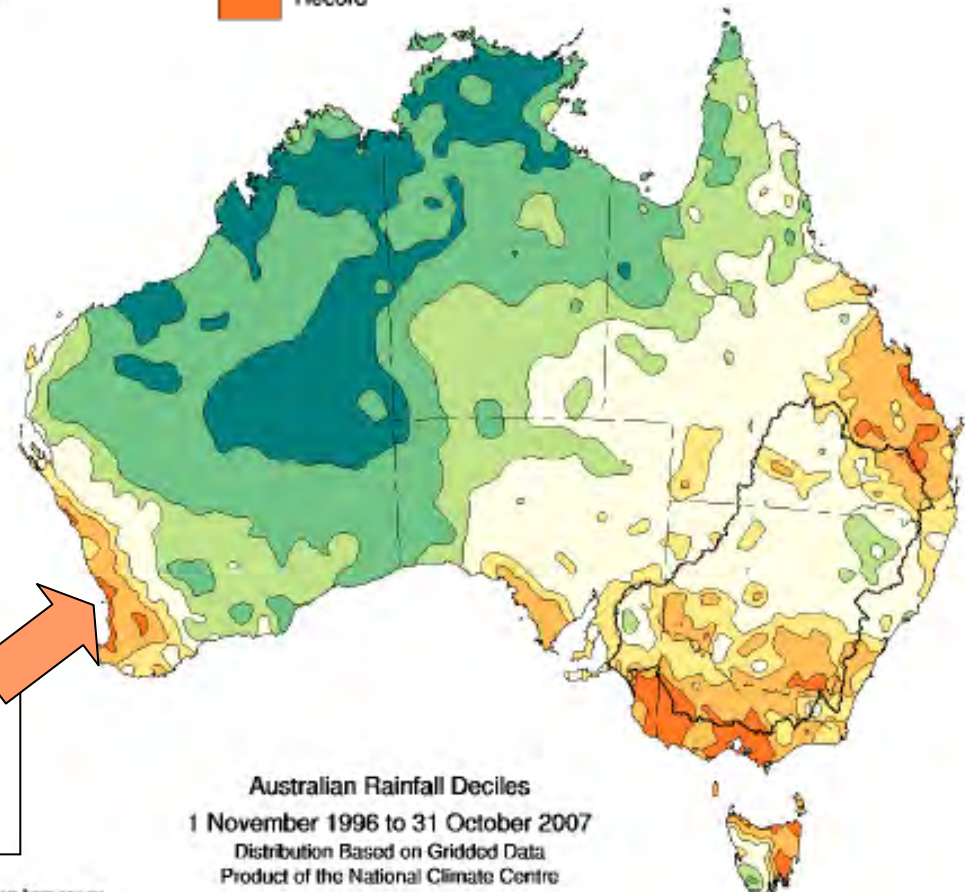 Record
Australian Rainfall Deciles
1 November 1996 to 31 October 2007
Distribution Based on Gridded Data
Product of the National Climate Centre